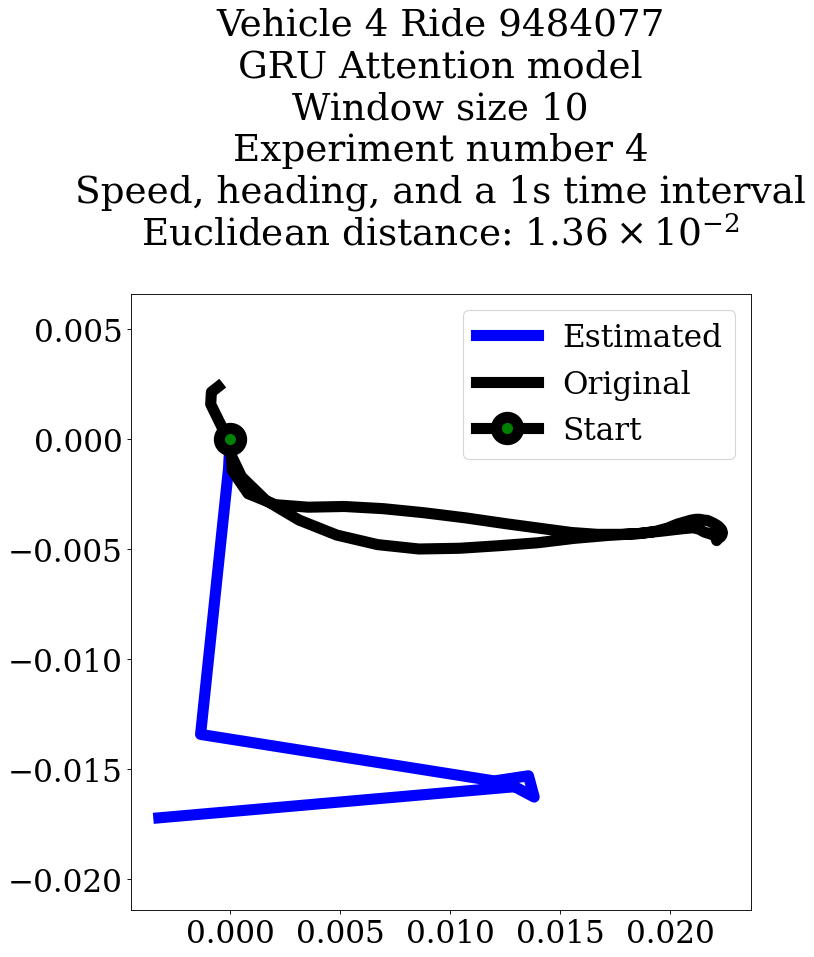 Vehicle 4 Ride 9484077
GRU Attention model
Window size 10
Experiment number 4
Speed, heading, and a 1s time interval
Euclidean distance: 1.36 × 10⁻²
Estimated
Original
Start
0.005
0.000
−0.005
−0.010
−0.015
−0.020
0.000 0.005 0.010 0.015 0.020